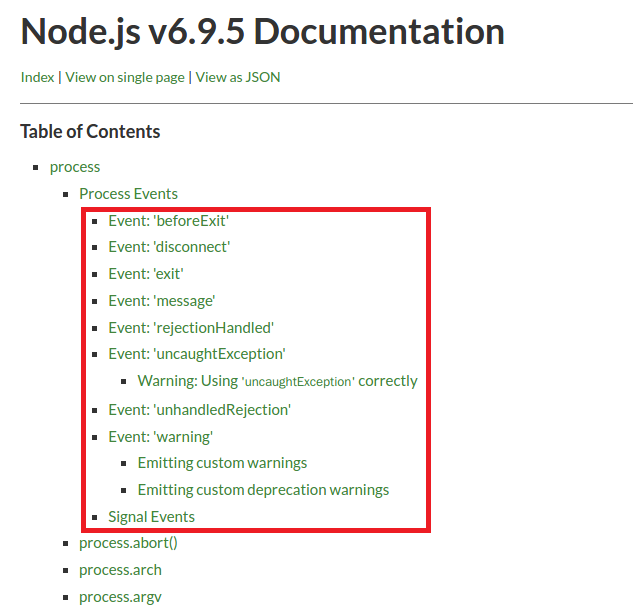 Node.js v6.9.5 Documentation
Index | View on single page | View as JSON
Table of Contents
process
Process Events
Event: 'beforeExit'
Event: 'disconnect'
Event: 'exit'
Event: 'message'
Event: 'rejectionHandled'
Event: 'uncaughtException'
Warning: Using 'uncaughtException' correctly
Event: 'unhandledRejection'
Event: 'warning'
Emitting custom warnings
Emitting custom deprecation warnings
Signal Events
process.abort()
process.arch
process.argv